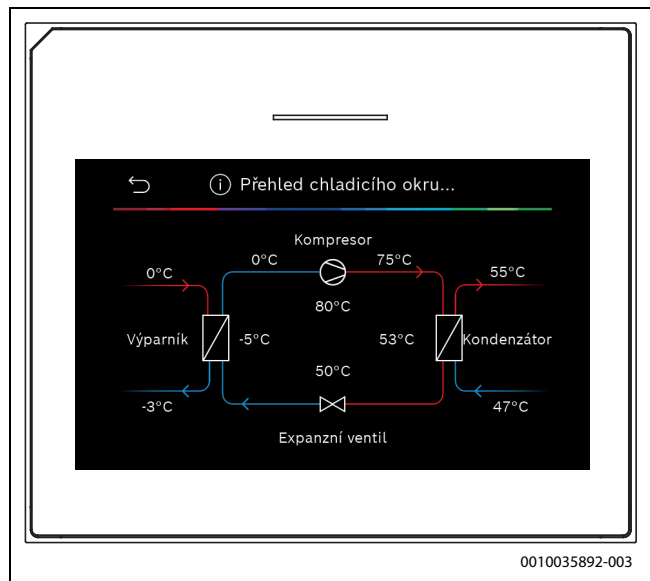 Přehled chladicího okru...
Kompresor
0°C
0°C
75°C
55°C
80°C
Výparník
-5°C
53°C
Kondenzátor
50°C
-3°C
47°C
Expanzní ventil
0010035892-003